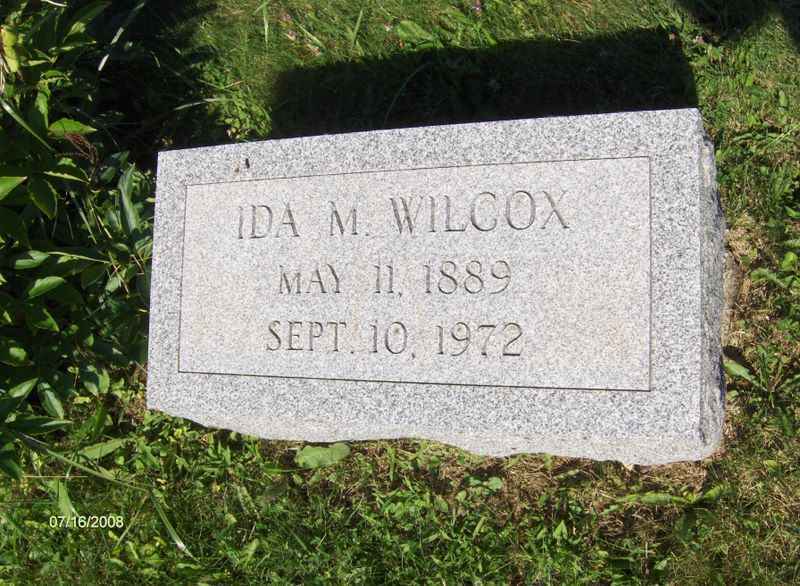 IDA M. WILCOX
MAY 11, 1889
SEPT. 10, 1972
07/16/2008